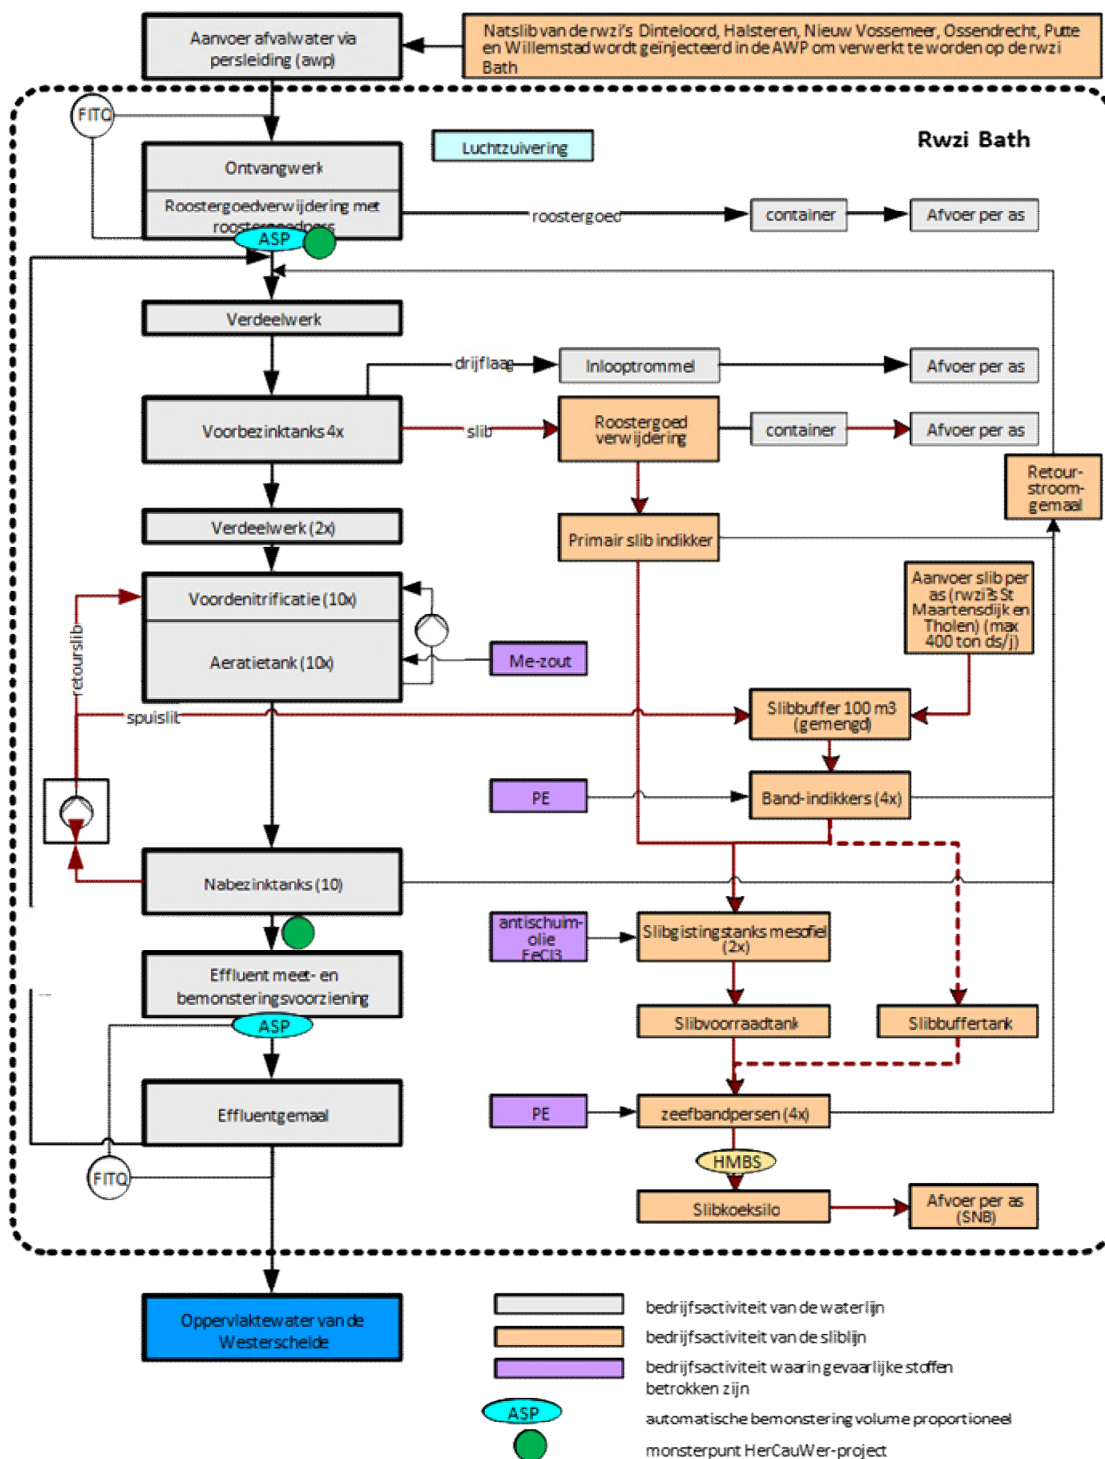 Aanvoer afvalwater via
persleiding (awp)
Natslib van de rwzi's Dinteloord, Halsteren, Nieuw Vossemeer, Ossendrecht, Putte
en Willemstad wordt geïnjecteerd in de AWP om verwerkt te worden op de rwzi
Bath
FITQ
Rwzi Bath
Luchtzuivering
Ontvangwerk
Roostergoedverwijdering met
roostergoedpers
ASP
roostergoed
container
Afvoer per as
Verdeelwerk
drijflaag
Inlooptrommel
Afvoer per as
Voorbezinktanks 4x
slib
Roostergoed
verwijdering
container
Afvoer per as
Retour-
stroom-
gemaal
Verdeelwerk (2x)
Primair slib indikker
Voordenitrificatie (10x)
Aeratietank (10x)
Me-zout
Aanvoer slib per
as (rwzi?s St
Maartensdijk en
Tholen) (max
400 ton ds/j)
retourslib
spuislib
Slibbuffer 100 m3
(gemengd)
PE
Band-indikkers (4x)
Nabezinktanks (10)
antischuim-
olie
FeCl3
Slibgistingstanks mesofiel
(2x)
Effluent meet- en
bemonsteringsvoorziening
ASP
Slibvoorraadtank
Slibbuffertank
Effluentgemaal
PE
zeefbandpersen (4x)
FITQ
HMBS
Slibkoeksilo
Afvoer per as
(SNB)
Oppervlaktewater van de
Westerschelde
bedrijfsactiviteit van de waterlijn
bedrijfsactiviteit van de sliblijn
bedrijfsactiviteit waarin gevaarlijke stoffen
betrokken zijn
ASP
automatische bemonstering volume proportioneel
monsterpunt HerCauWer-project